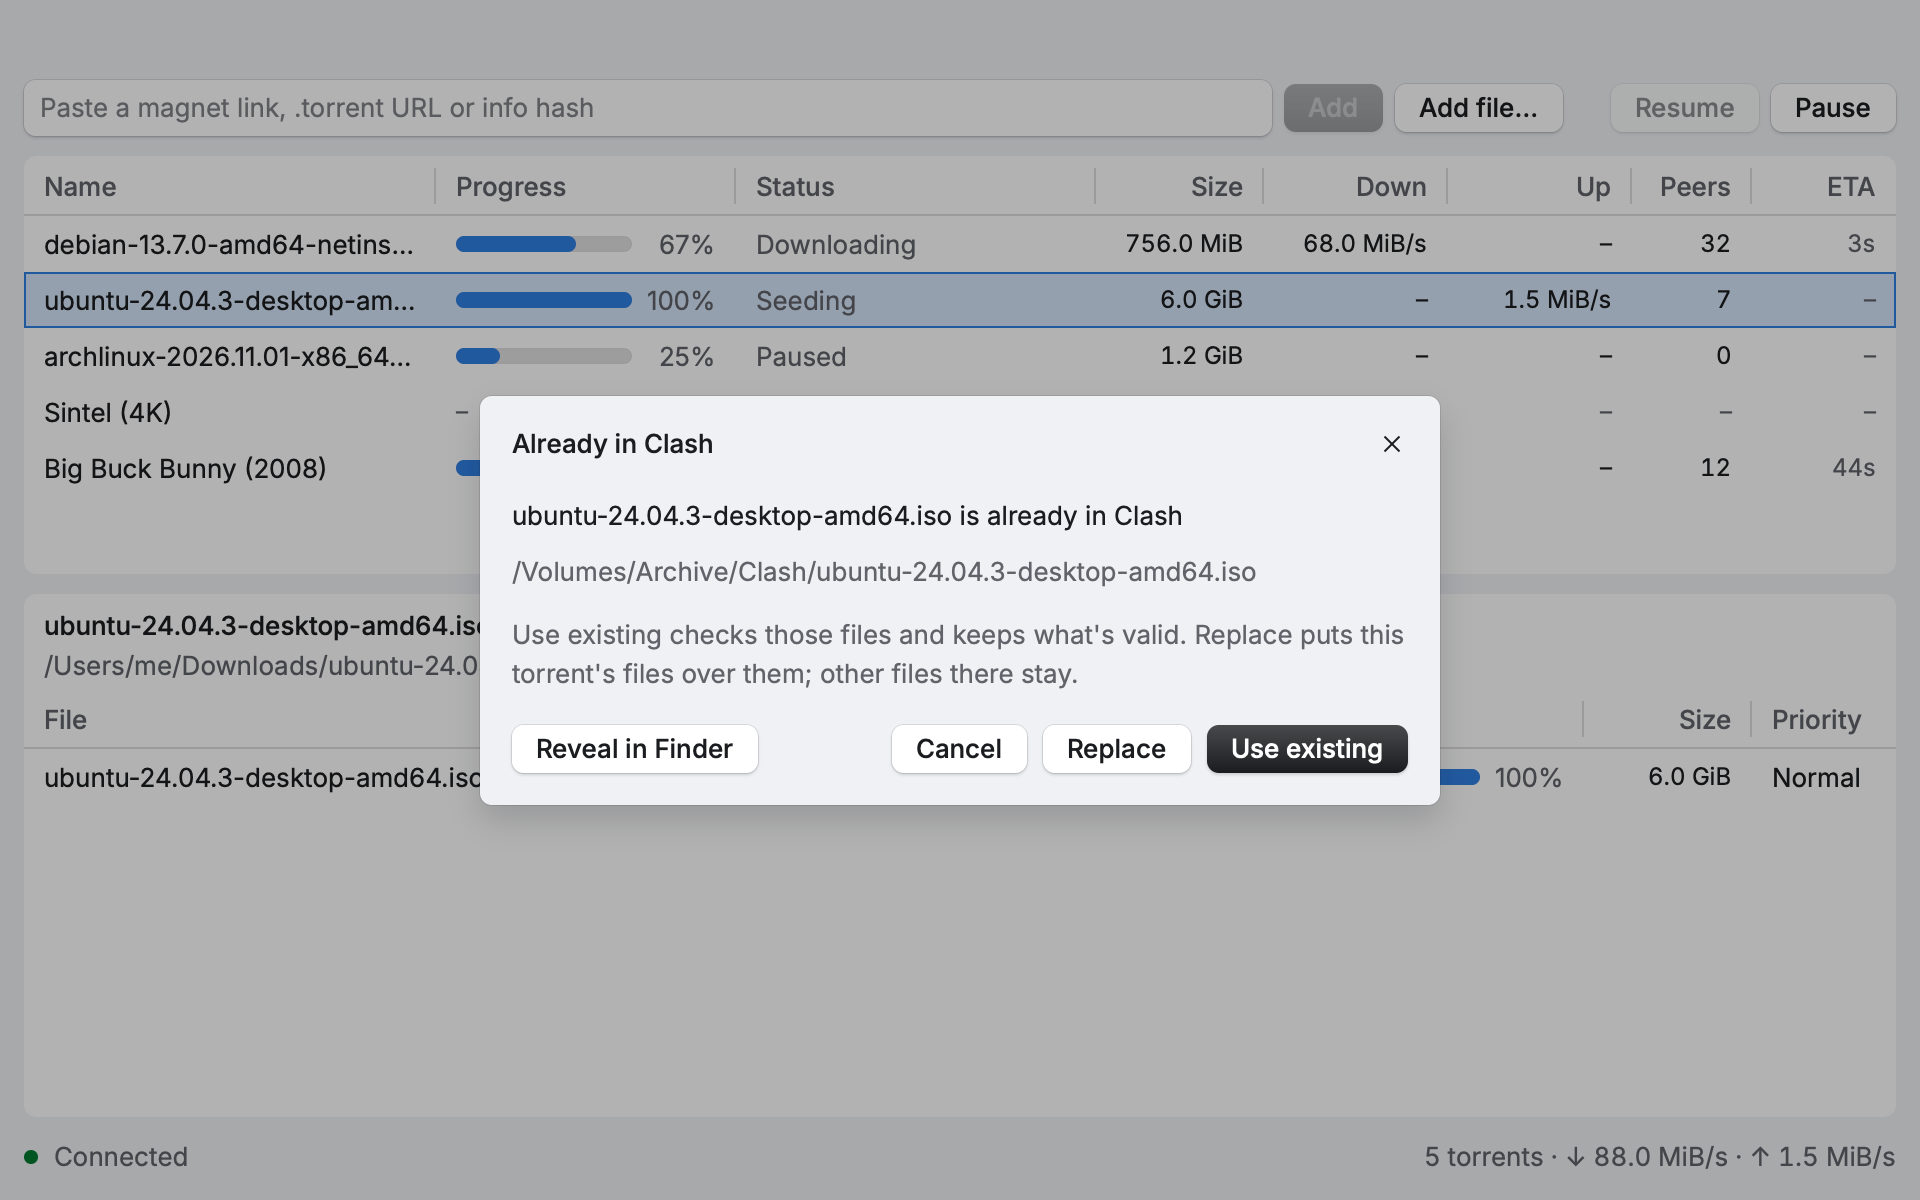 Paste a magnet link, .torrent URL or info hash
Add
Add file...
Resume
Pause
Name Progress Status Size Down Up Peers ETA
debian-13.7.0-amd64-netins... 67% Downloading 756.0 MiB 68.0 MiB/s – 32 3s
ubuntu-24.04.3-desktop-am... 100% Seeding 6.0 GiB – 1.5 MiB/s 7 –
archlinux-2026.11.01-x86_64... 25% Paused 1.2 GiB – – 0 –
Sintel (4K) – – – –
Big Buck Bunny (2008) – 12 44s
Already in Clash
ubuntu-24.04.3-desktop-amd64.iso is already in Clash
/Volumes/Archive/Clash/ubuntu-24.04.3-desktop-amd64.iso
Use existing checks those files and keeps what's valid. Replace puts this
torrent's files over them; other files there stay.
Reveal in Finder
Cancel
Replace
Use existing
ubuntu-24.04.3-desktop-amd64.iso
/Users/me/Downloads/ubuntu-24.0
File Size Priority
ubuntu-24.04.3-desktop-amd64.iso 100% 6.0 GiB Normal
Connected
5 torrents · ↓ 88.0 MiB/s · ↑ 1.5 MiB/s